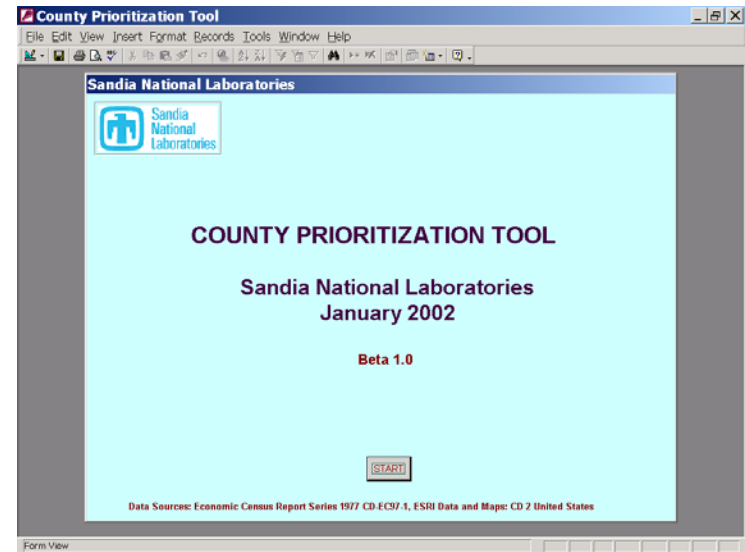 County Prioritization Tool
File Edit View Insert Format Records Tools Window Help
Sandia National Laboratories
Sandia
National
Laboratories
COUNTY PRIORITIZATION TOOL
Sandia National Laboratories
January 2002
Beta 1.0
START
Data Sources: Economic Census Report Series 1977 CD-EC97-1, ESRI Data and Maps: CD 2 United States
Form View